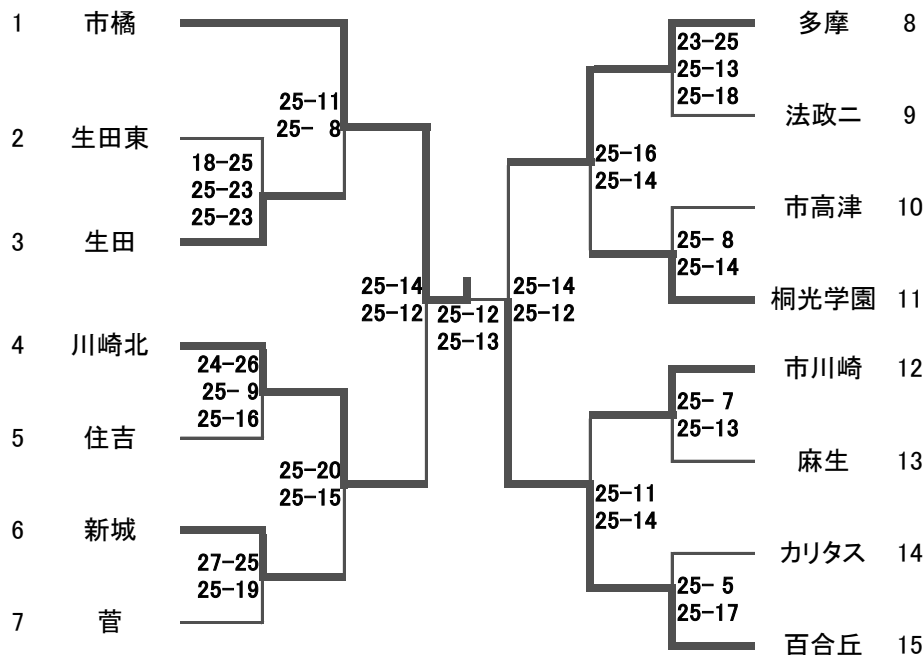 1 市橘
25-11
25- 8
2 生田東
18-25
25-23
25-23
3 生田
25-14
25-12
4 川崎北
24-26
25- 9
25-16
5 住吉
25-20
25-15
6 新城
27-25
25-19
7 菅
25-12
25-13
多摩 8
23-25
25-13
25-18
法政二 9
25-16
25-14
市高津 10
25- 8
25-14
桐光学園 11
25-14
25-12
市川崎 12
25- 7
25-13
麻生 13
25-11
25-14
カリタス 14
25- 5
25-17
百合丘 15